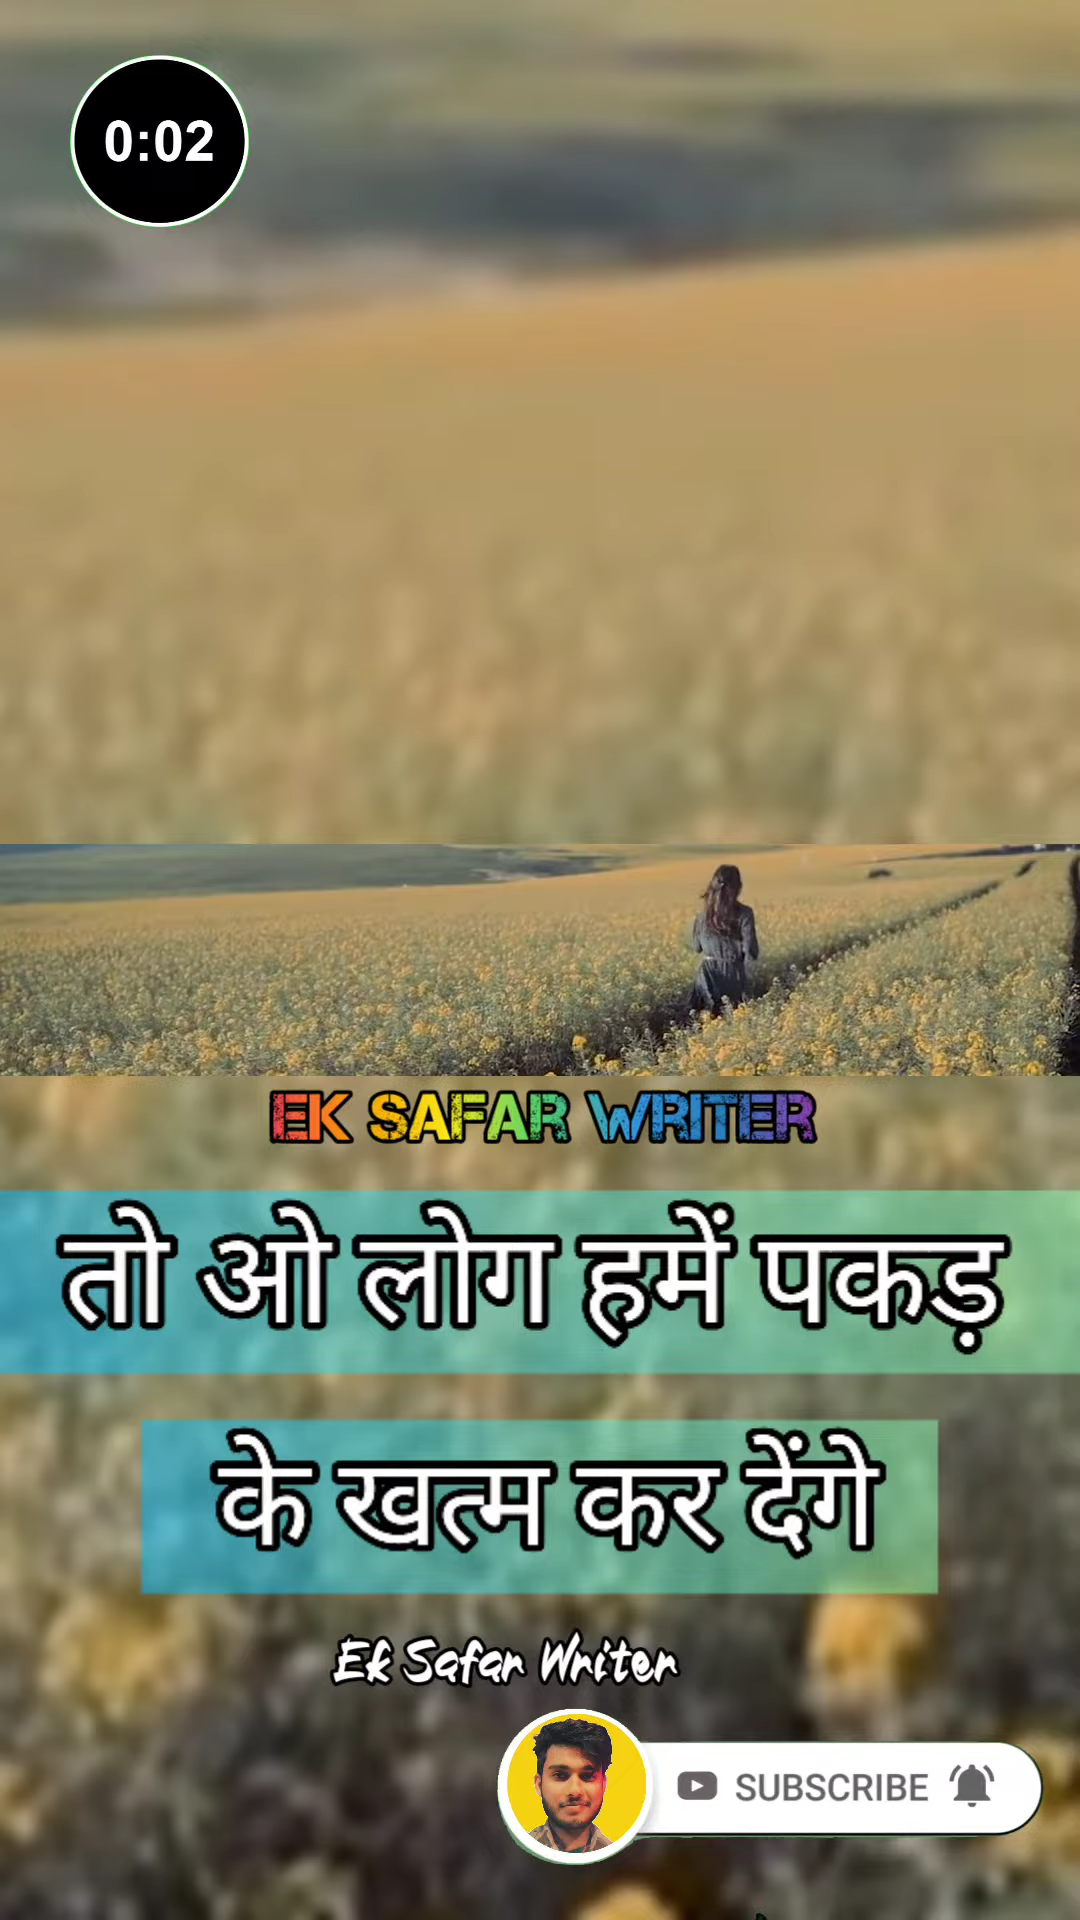 0:02
EK SAFAR WRITER
तो ओ लोग हमें पकड़
के खत्म कर देंगे
Ek Safar Writer
SUBSCRIBE